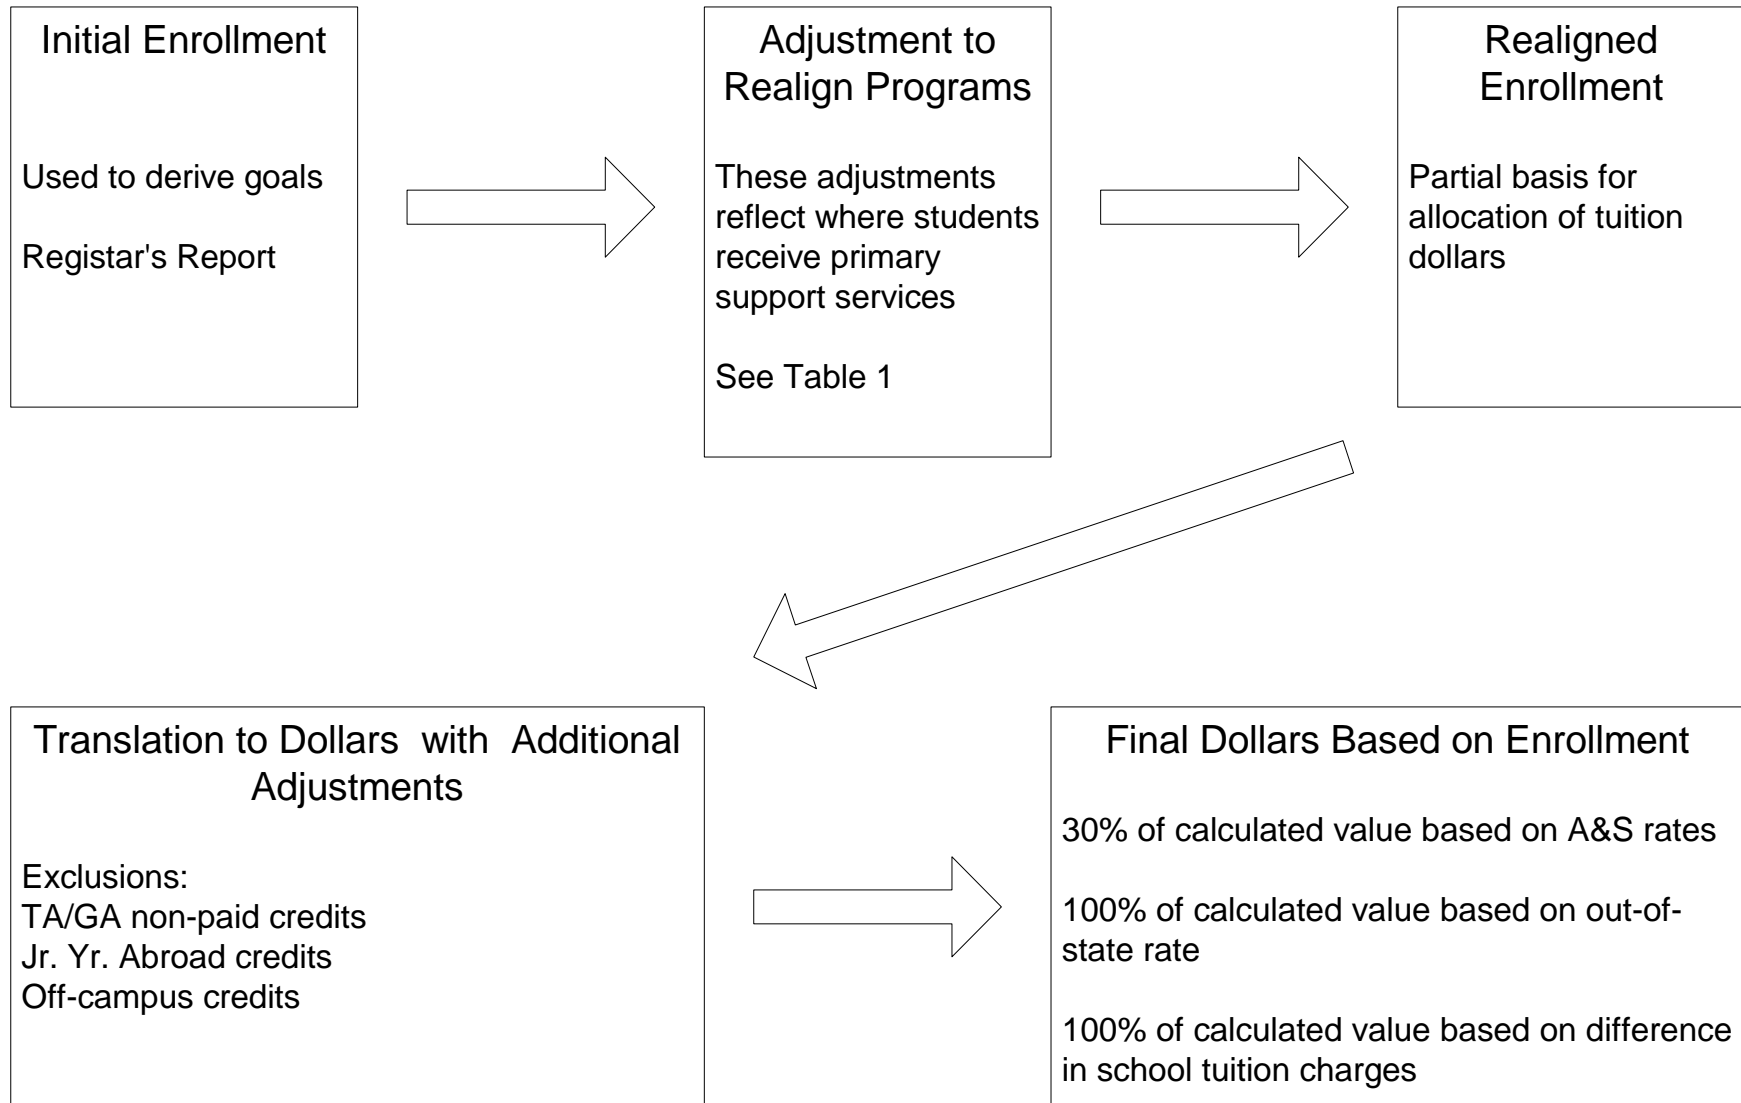 Initial Enrollment
Used to derive goals
Registar's Report
Adjustment to
Realign Programs
These adjustments
reflect where students
receive primary
support services
See Table 1
Realigned
Enrollment
Partial basis for
allocation of tuition
dollars
Translation to Dollars with Additional
Adjustments
Exclusions:
TA/GA non-paid credits
Jr. Yr. Abroad credits
Off-campus credits
Final Dollars Based on Enrollment
30% of calculated value based on A&S rates
100% of calculated value based on out-of-
state rate
100% of calculated value based on difference
in school tuition charges